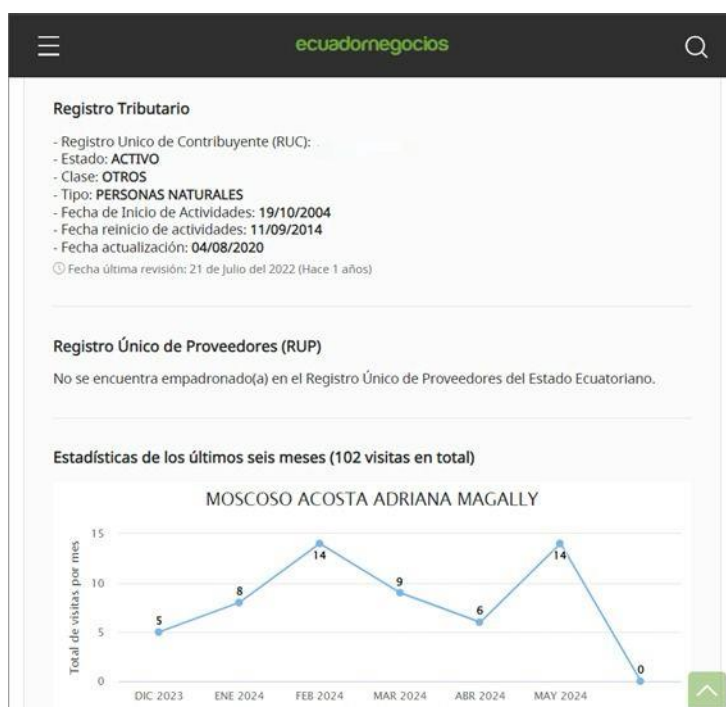 ecuadornegocios
Registro Tributario
- Registro Unico de Contribuyente (RUC):
- Estado: ACTIVO
- Clase: OTROS
- Tipo: PERSONAS NATURALES
- Fecha de Inicio de Actividades: 19/10/2004
- Fecha reinicio de actividades: 11/09/2014
- Fecha actualización: 04/08/2020
Fecha última revisión: 21 de Julio del 2022 (Hace 1 años)
Registro Único de Proveedores (RUP)
No se encuentra empadronado(a) en el Registro Único de Proveedores del Estado Ecuatoriano.
Estadísticas de los últimos seis meses (102 visitas en total)
MOSCOSO ACOSTA ADRIANA MAGALLY
Total de visitas por mes
15
10
5
0
5
8
14
9
6
14
0
DIC 2023
ENE 2024
FEB 2024
MAR 2024
ABR 2024
MAY 2024